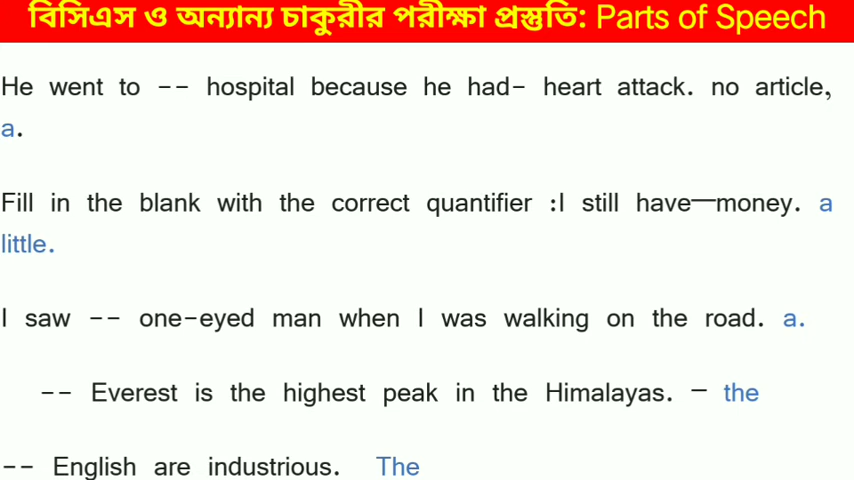 বিসিএস ও অন্যান্য চাকুরীর পরীক্ষা প্রস্তুতি: Parts of Speech
He went to -- hospital because he had- heart attack. no article,
a.
Fill in the blank with the correct quantifier :I still have—money. a
little.
I saw -- one-eyed man when I was walking on the road. a.
-- Everest is the highest peak in the Himalayas. – the
-- English are industrious. The